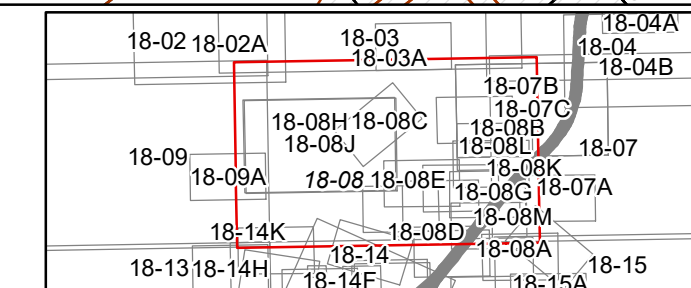 18-04A
18-02 18-02A 18-03 18-04
18-03A 18-04B
18-07B
18-07C
18-08H 18-08C 18-08B
18-08J 18-08L 18-07
18-09 18-08K
18-09A 18-08 18-08E 18-08G 18-07A
18-08M
18-14K 18-08D
18-14 18-08A
18-13 18-14H 18-15
18-14F 18-15A